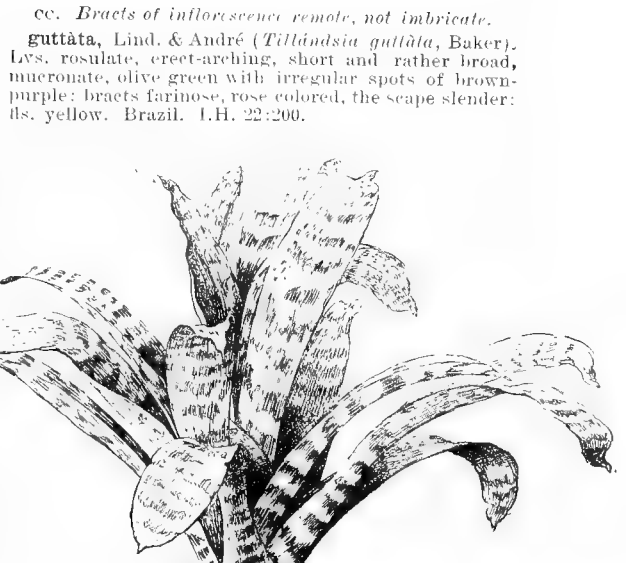 cc. Bracts of inflorescence remote, not imbricate.
guttàta, Lind. & André (Tillándsia guttàta, Baker).
Lvs. rosulate, erect-arching, short and rather broad,
mucronate, olive green with irregular spots of brown-
purple: bracts farinose, rose colored, the scape slender:
fls. yellow. Brazil. I.H. 22:200.